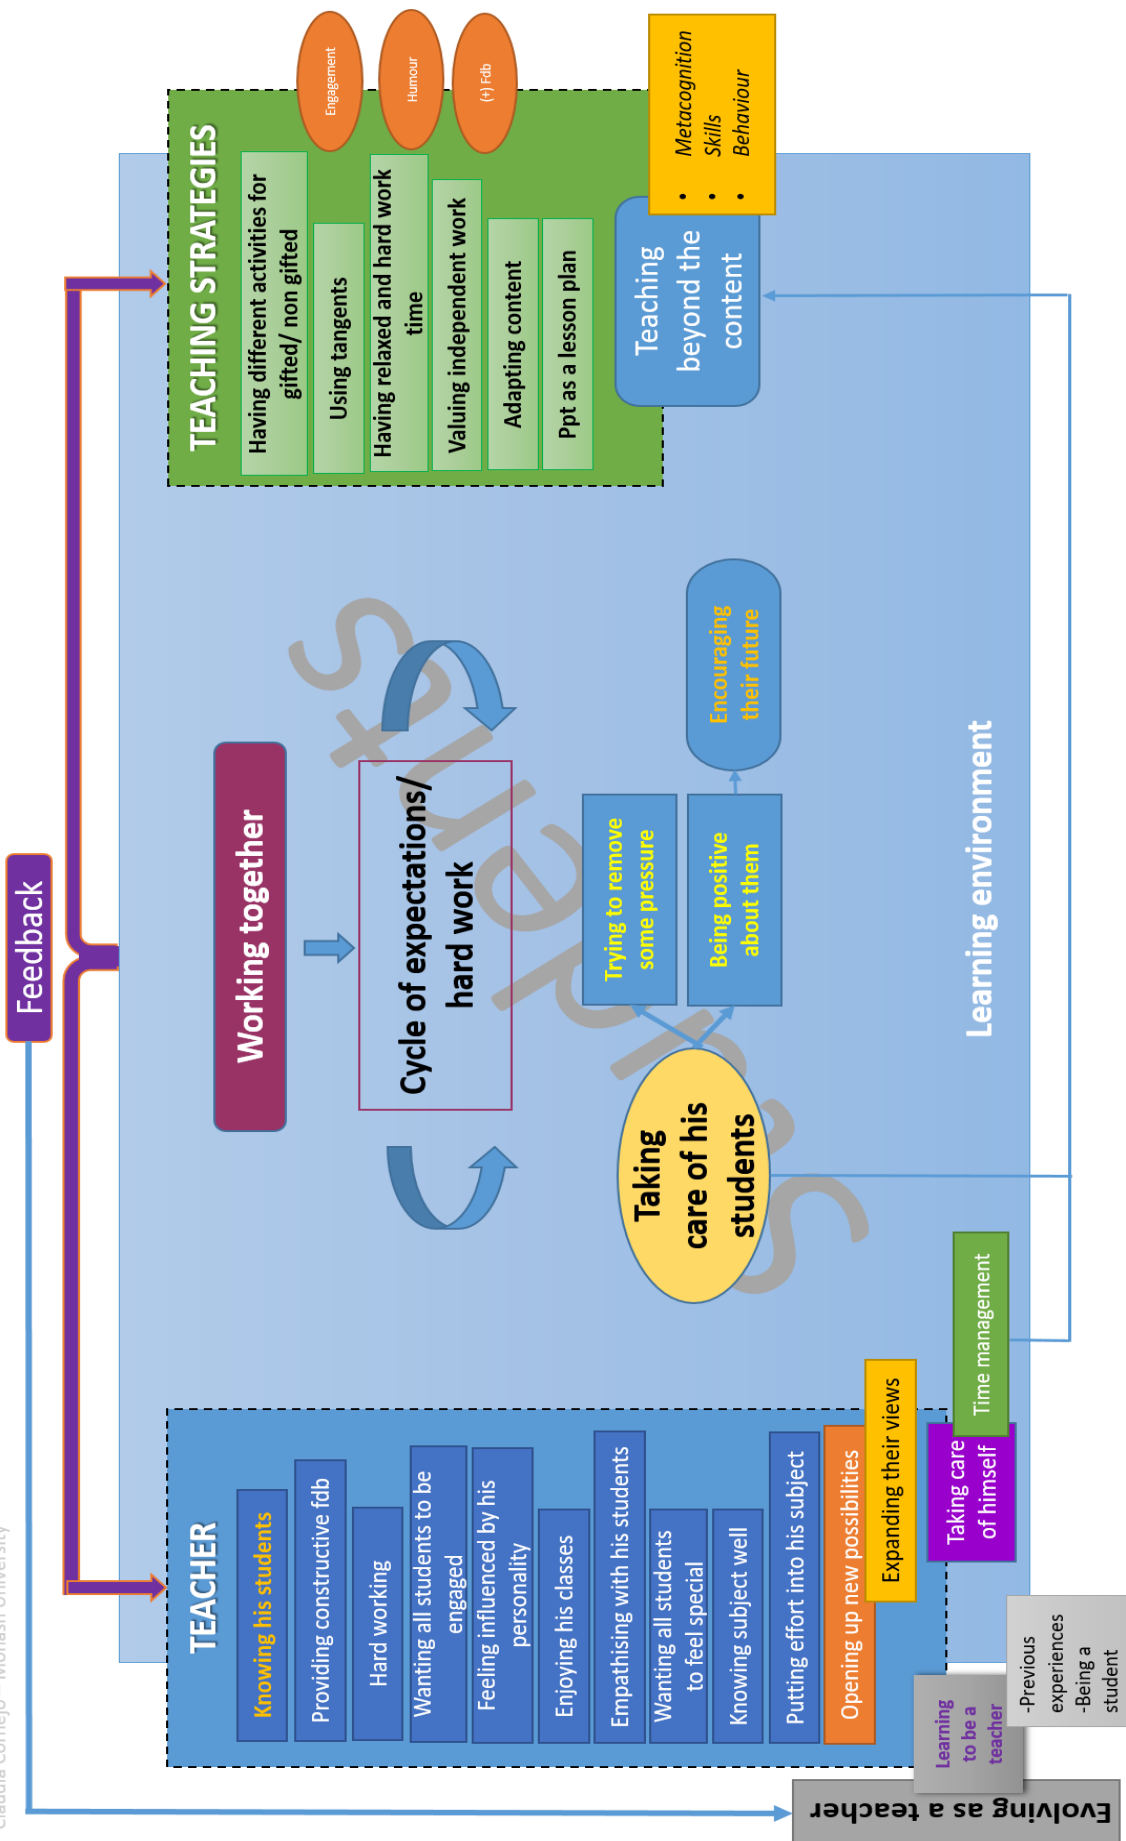 Claudia Cornejo – Monash University
Feedback
TEACHER
Knowing his students
Providing constructive fdb
Hard working
Wanting all students to be
engaged
Feeling influenced by his
personality
Enjoying his classes
Empathising with his students
Wanting all students
to feel special
Knowing subject well
Putting effort into his subject
Opening up new possibilities
Expanding their views
Taking care
of himself
Time management
Learning
to be a
teacher
-Previous
experiences
-Being a
student
Evolving as a teacher
Working together
Cycle of expectations/
hard work
Students
Taking
care of his
students
Trying to remove
some pressure
Being positive
about them
Encouraging
their future
Learning environment
TEACHING STRATEGIES
Having different activities for
gifted/ non gifted
Using tangents
Having relaxed and hard work
time
Valuing independent work
Adapting content
Ppt as a lesson plan
Engagement
Humour
(+) Fdb
Teaching
beyond the
content
• Metacognition
• Skills
• Behaviour